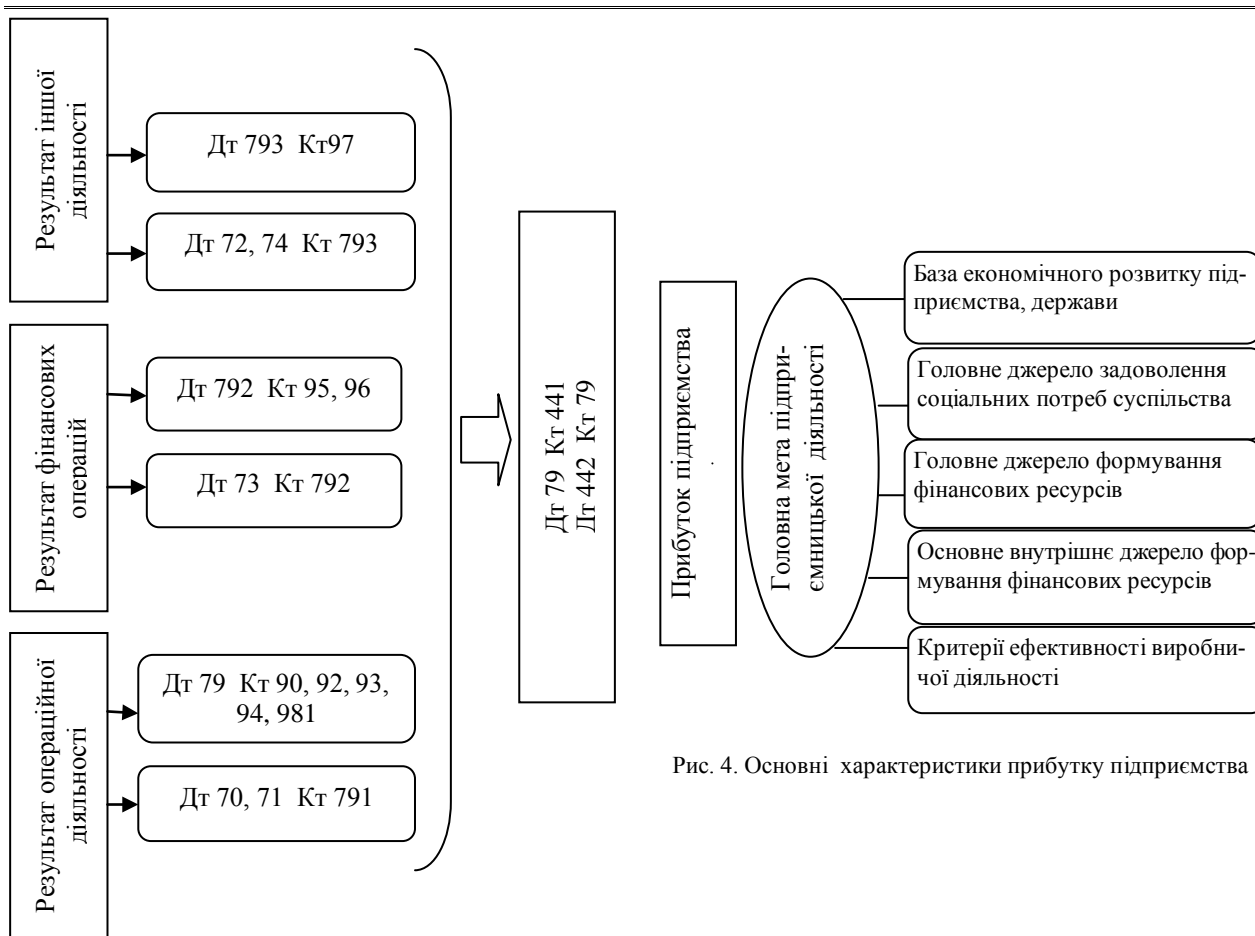 Результат іншої
діяльності
Дт 793 Кт97
Дт 72, 74 Кт 793
Результат фінансових
операцій
Дт 792 Кт 95, 96
Дт 73 Кт 792
Результат операційної
діяльності
Дт 79 Кт 90, 92, 93,
94, 981
Дт 70, 71 Кт 791
Дт 79 Кт 441
Дт 442 Кт 79
Прибуток підприємства
.
Головна мета підпри-
ємницької діяльності
База економічного розвитку під-
приємства, держави
Головне джерело задоволення
соціальних потреб суспільства
Головне джерело формування
фінансових ресурсів
Основне внутрішнє джерело фор-
мування фінансових ресурсів
Критерії ефективності виробни-
чої діяльності
Рис. 4. Основні характеристики прибутку підприємства